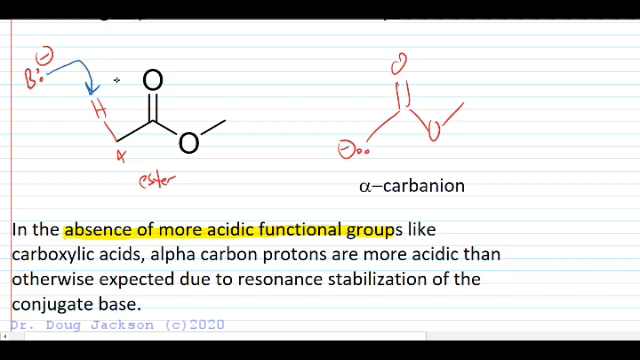 B:
H
O
O
α
ester
O
O
α−carbanion
In the absence of more acidic functional groups like
carboxylic acids, alpha carbon protons are more acidic than
otherwise expected due to resonance stabilization of the
conjugate base.
Dr. Doug Jackson (c)2020